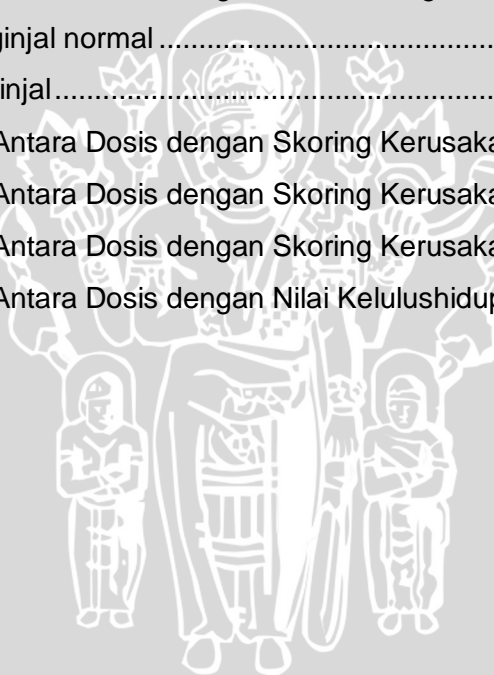 ginjal normal ........................................
injal.........................................................
Antara Dosis dengan Skoring Kerusaka
Antara Dosis dengan Skoring Kerusaka
Antara Dosis dengan Skoring Kerusaka
Antara Dosis dengan Nilai Kelulushidup